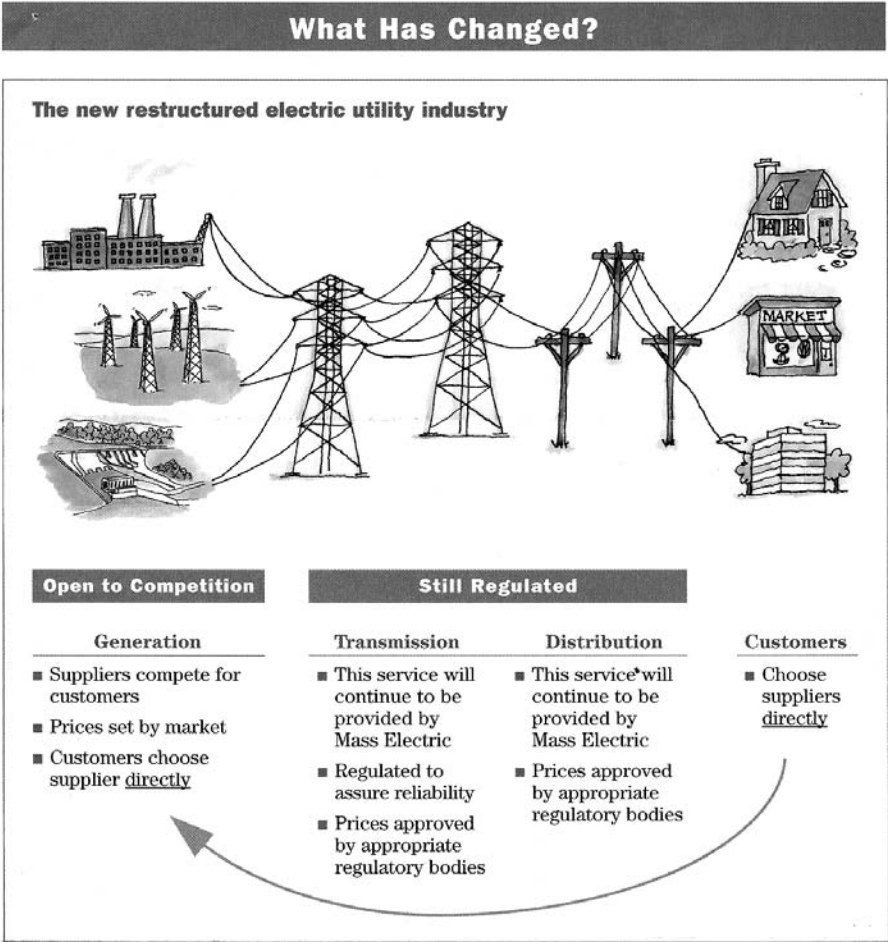 What Has Changed?
The new restructured electric utility industry
MARKET
Open to Competition
Still Regulated
Generation
■ Suppliers compete for
customers
■ Prices set by market
■ Customers choose
supplier directly
Transmission
■ This service will
continue to be
provided by
Mass Electric
■ Regulated to
assure reliability
■ Prices approved
by appropriate
regulatory bodies
Distribution
■ This service will
continue to be
provided by
Mass Electric
■ Prices approved
by appropriate
regulatory bodies
Customers
■ Choose
suppliers
directly